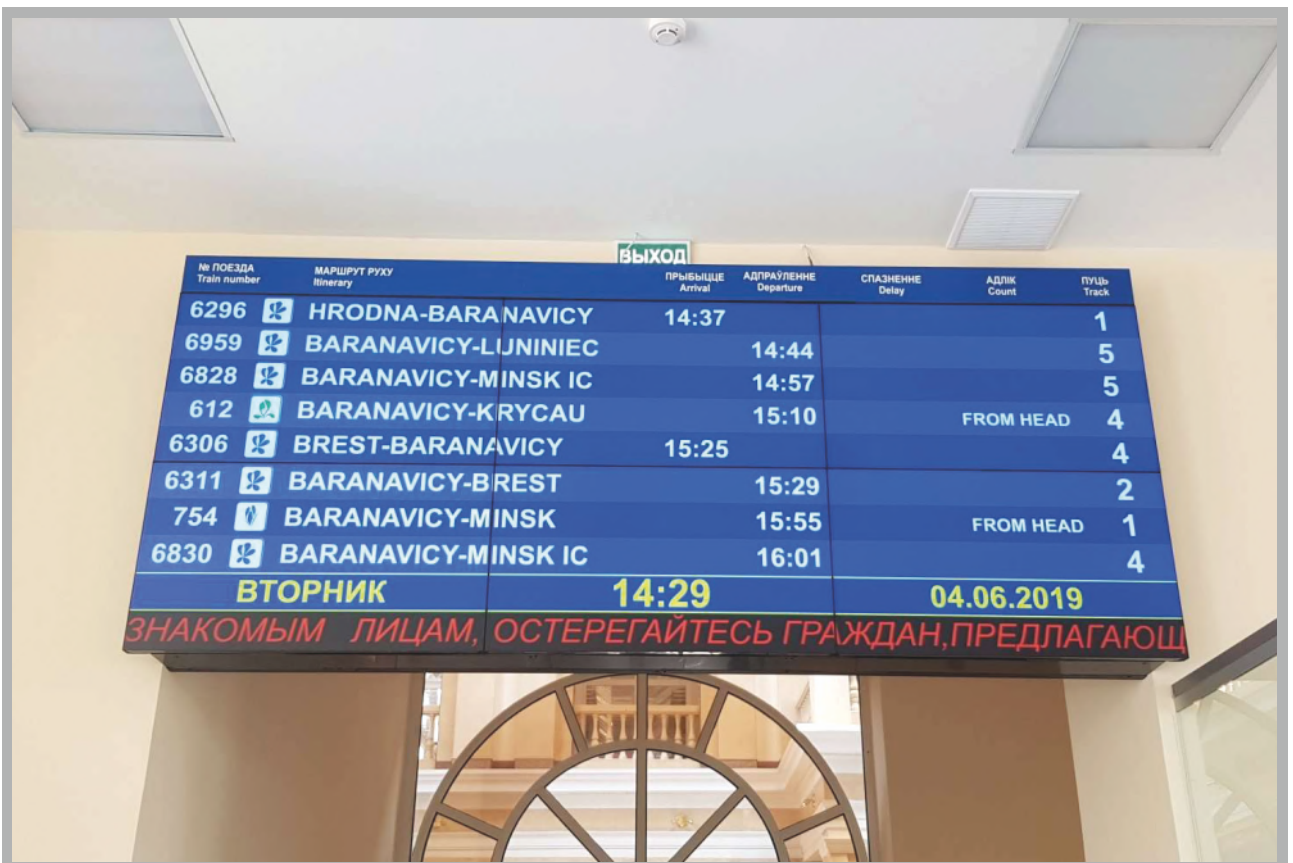 ВЫХОД
№ ПОЕЗДА МАРШРУТ РУХУ ПРЫБЫЦЦЕ АДПРАЎЛЕННЕ СПАЗНЕННЕ АДЛІК ПУЦЬ
Train number Itinerary Arrival Departure Delay Count Track
6296 HRODNA-BARANAVICY 14:37 1
6959 BARANAVICY-LUNINIEC 14:44 5
6828 BARANAVICY-MINSK IC 14:57 5
612 BARANAVICY-KRYCAU 15:10 FROM HEAD 4
6306 BREST-BARANAVICY 15:25 4
6311 BARANAVICY-BREST 15:29 2
754 BARANAVICY-MINSK 15:55 FROM HEAD 1
6830 BARANAVICY-MINSK IC 16:01 4
ВТОРНИК 14:29 04.06.2019
ЗНАКОМЫМ ЛИЦАМ, ОСТЕРЕГАЙТЕСЬ ГРАЖДАН,ПРЕДЛАГАЮЩ